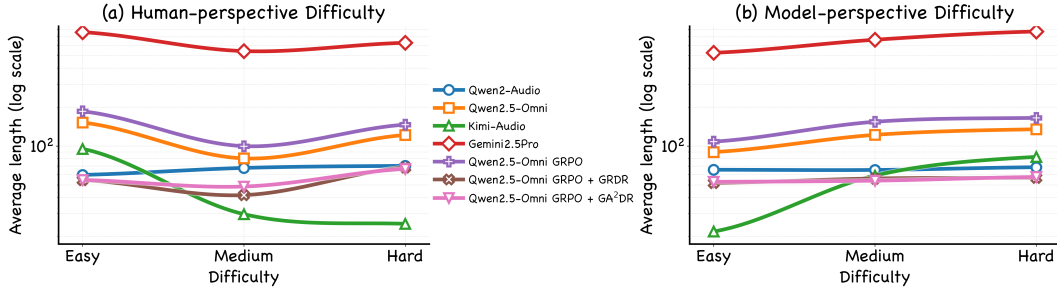 (a) Human-perspective Difficulty
Average length (log scale)
10²
Easy Medium Hard
Difficulty
Qwen2-Audio
Qwen2.5-Omni
Kimi-Audio
Gemini2.5Pro
Qwen2.5-Omni GRPO
Qwen2.5-Omni GRPO + GRDR
Qwen2.5-Omni GRPO + GA²DR
(b) Model-perspective Difficulty
Average length (log scale)
10²
Easy Medium Hard
Difficulty